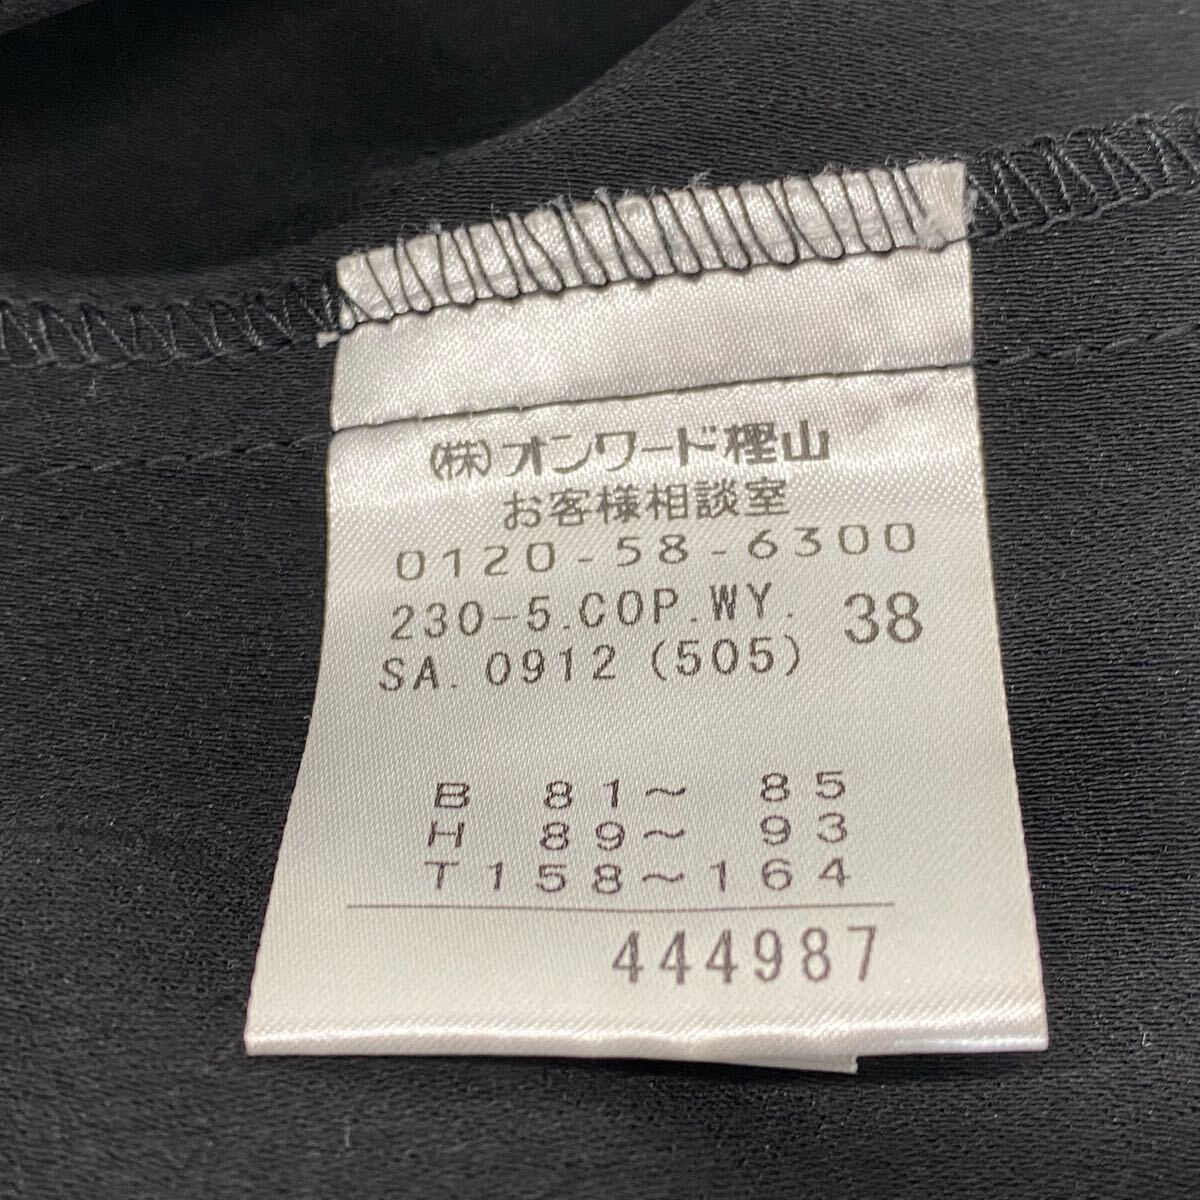 (株)オンワード樫山
お客様相談室
0120-58-6300
230-5.COP.WY. 38
SA. 0912 (505)
B 81～ 85
H 89～ 93
T158～164
444987